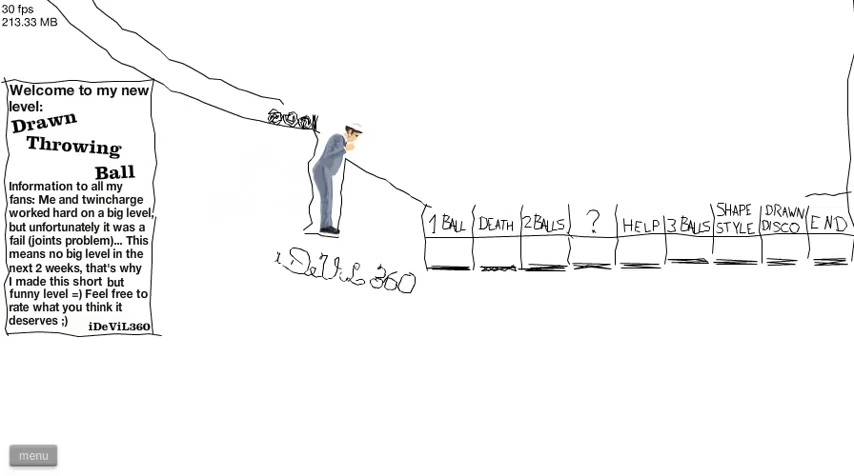 30 fps
213.33 MB
Welcome to my new
level:
Drawn
Throwing
Ball
Information to all my
fans: Me and twincharge
worked hard on a big level,
but unfortunately it was a
fail (joints problem)... This
means no big level in the
next 2 weeks, that's why
I made this short but
funny level =) Feel free to
rate what you think it
deserves ;)
iDeViL360
iDeViL 360
1 BALL
DEATH
2 BALLS
?
HELP
3 BALLS
SHAPE
STYLE
DRAWN
DISCO
END
menu